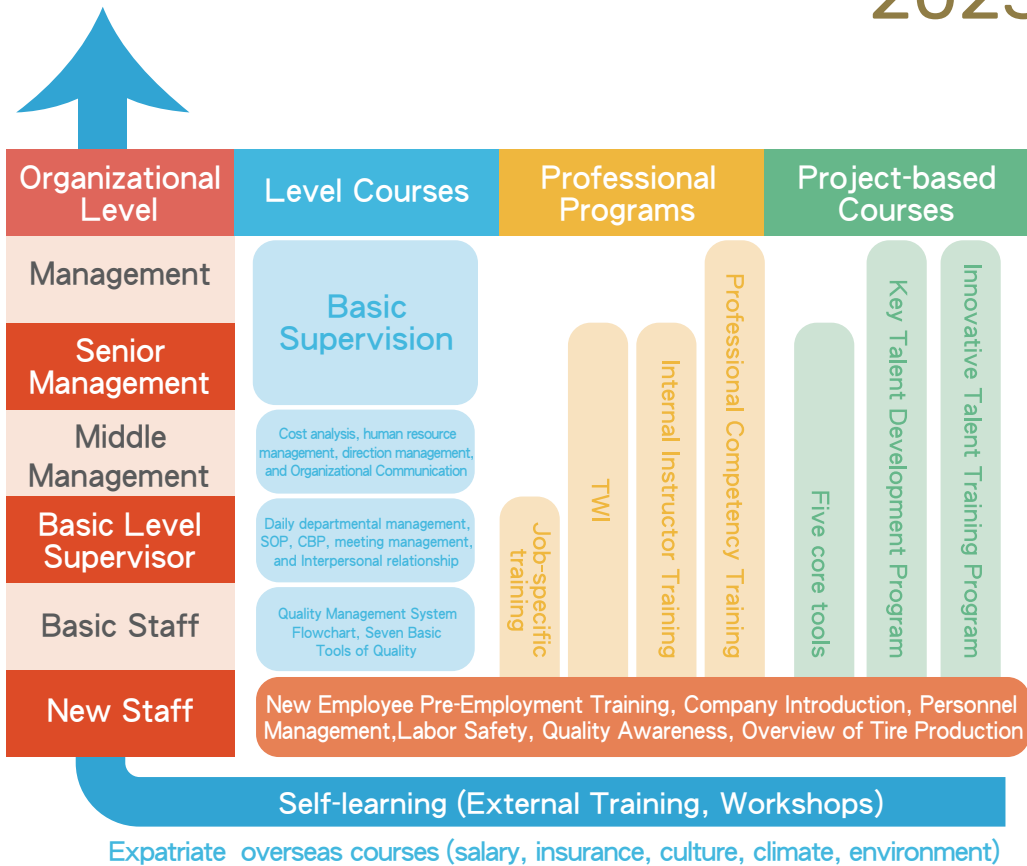 2023
Organizational
Level
Level Courses
Professional
Programs
Project-based
Courses
Management
Senior
Management
Middle
Management
Basic Level
Supervisor
Basic Staff
New Staff
Basic
Supervision
Cost analysis, human resource
management, direction management,
and Organizational Communication
Daily departmental management,
SOP, CBP, meeting management,
and Interpersonal relationship
Quality Management System
Flowchart, Seven Basic
Tools of Quality
Job-specific
training
TWI
Internal Instructor Training
Professional Competency Training
Five core tools
Key Talent Development Program
Innovative Talent Training Program
New Employee Pre-Employment Training, Company Introduction, Personnel
Management,Labor Safety, Quality Awareness, Overview of Tire Production
Self-learning (External Training, Workshops)
Expatriate overseas courses (salary, insurance, culture, climate, environment)